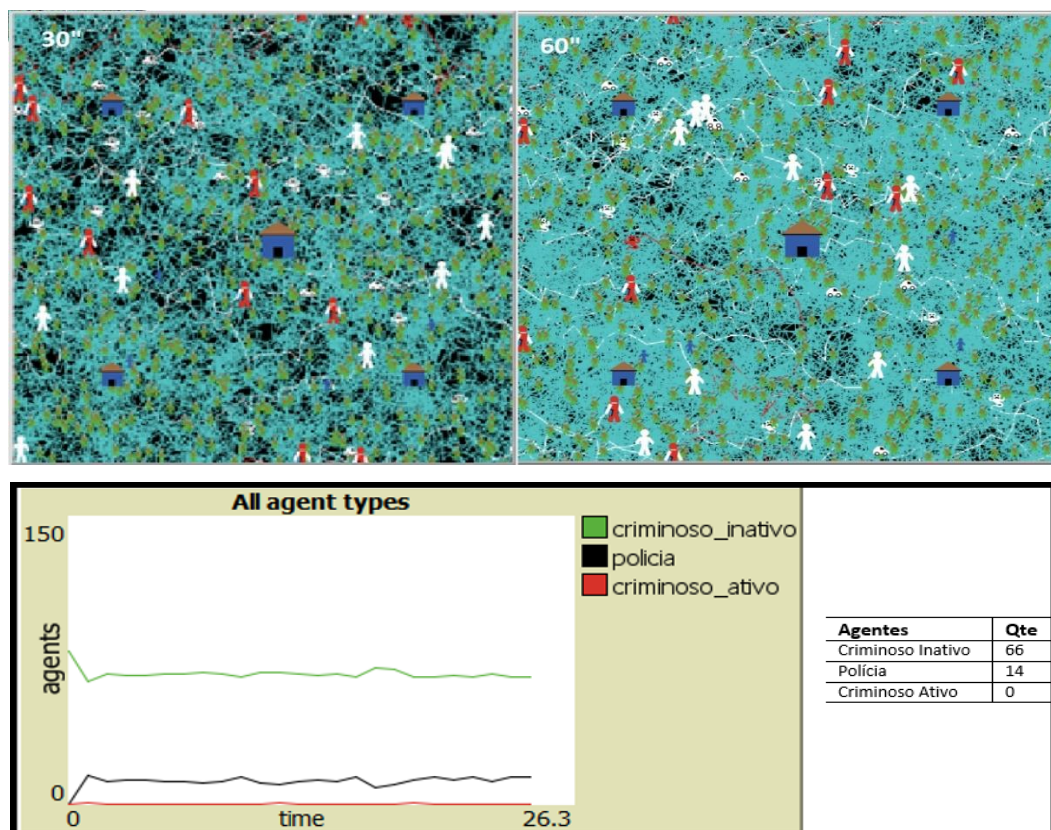 30"
60"
All agent types
150
agents
0
0
time
26.3
criminoso_inativo
policia
criminoso_ativo
Agentes Qte
Criminoso Inativo 66
Polícia 14
Criminoso Ativo 0